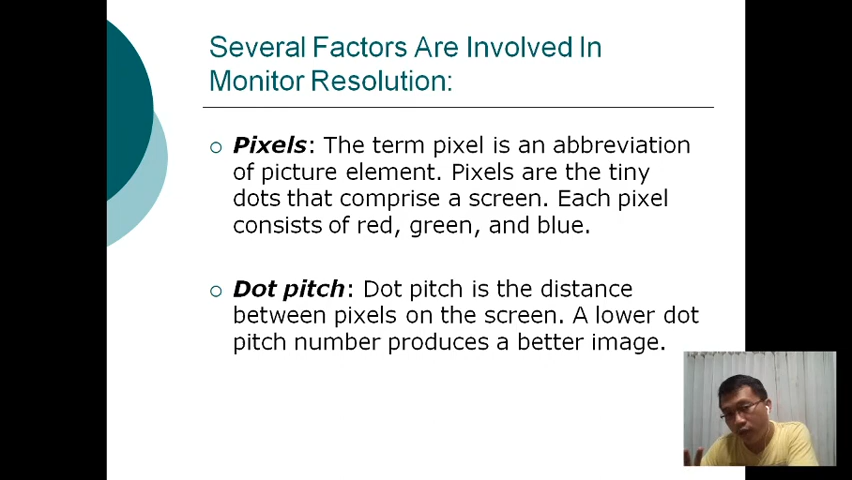 Several Factors Are Involved In
Monitor Resolution:
Pixels: The term pixel is an abbreviation
of picture element. Pixels are the tiny
dots that comprise a screen. Each pixel
consists of red, green, and blue.
Dot pitch: Dot pitch is the distance
between pixels on the screen. A lower dot
pitch number produces a better image.